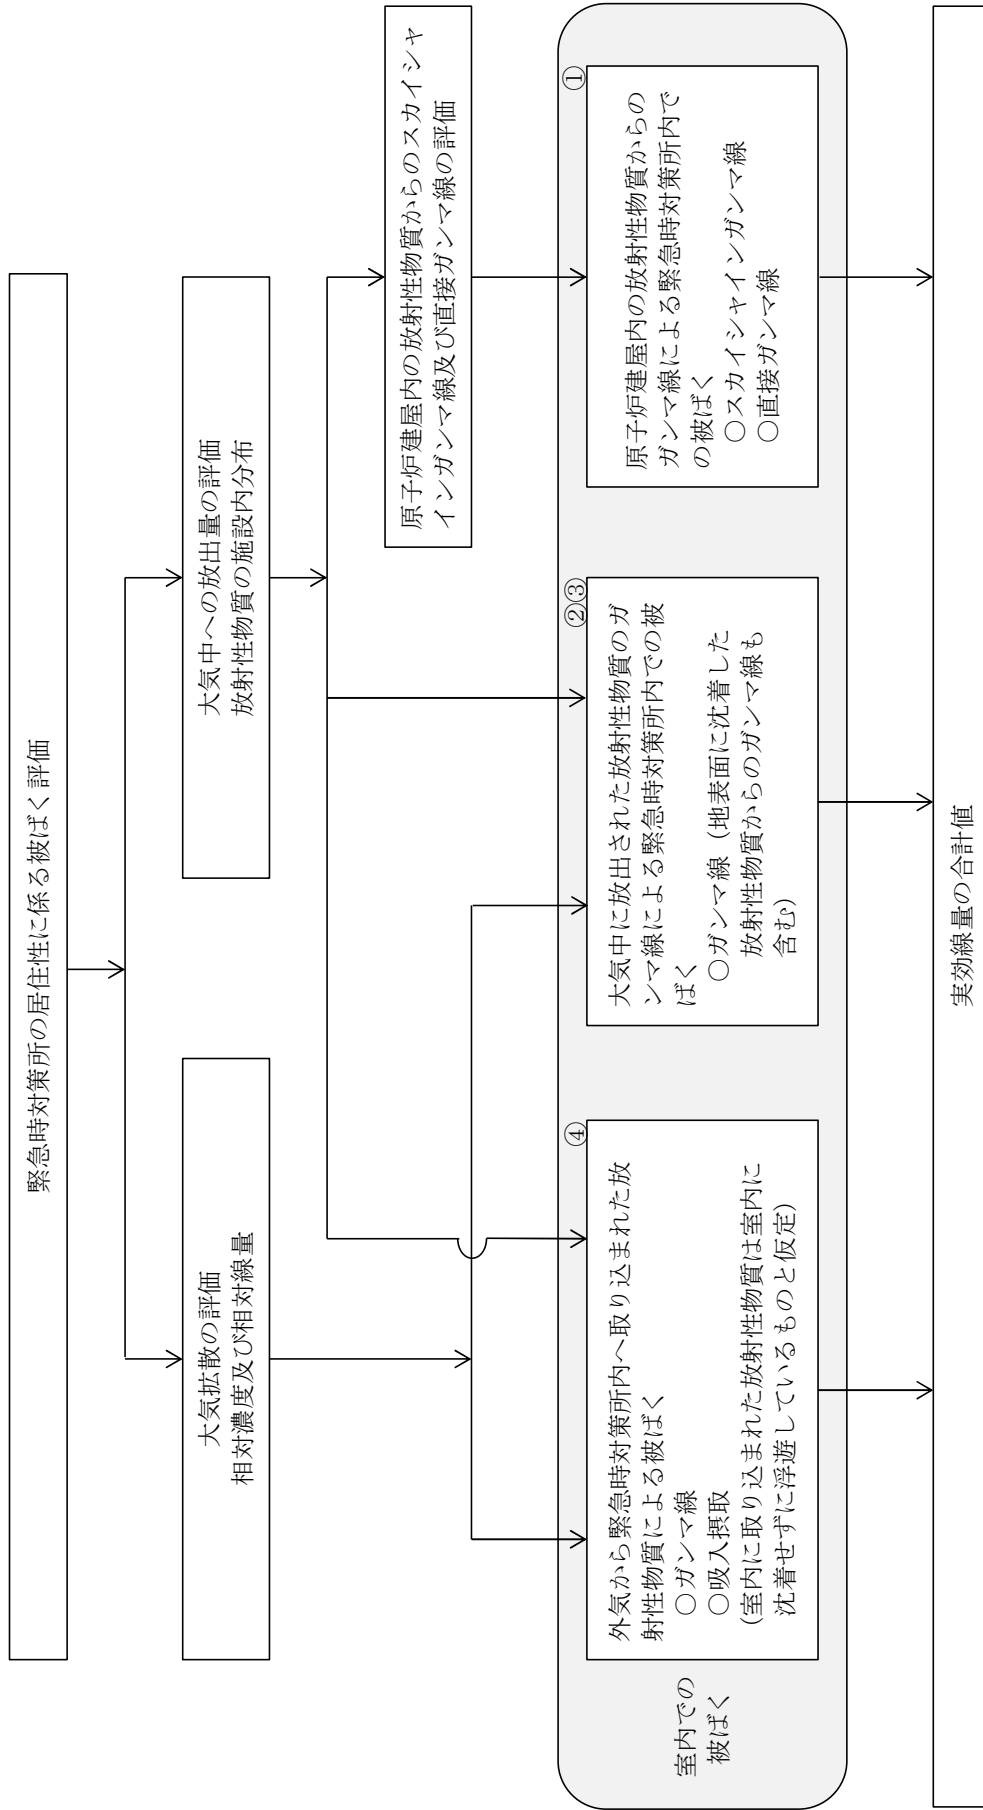 緊急時対策所の居住性に係る被ばく評価
大気拡散の評価
相対濃度及び相対線量
大気中への放出量の評価
放射性物質の施設内分布
原子炉建屋内の放射性物質からのスカイシャ
インガンマ線及び直接ガンマ線の評価
室内での
被ばく
④
外気から緊急時対策所内へ取り込まれた放
射性物質による被ばく
○ガンマ線
○吸入摂取
(室内に取り込まれた放射性物質は室内に
沈着せずに浮遊しているものと仮定)
②③
大気中に放出された放射性物質のガ
ンマ線による緊急時対策所内での被
ばく
○ガンマ線（地表面に沈着した
放射性物質からのガンマ線も
含む）
①
原子炉建屋内の放射性物質からの
ガンマ線による緊急時対策所内で
の被ばく
○スカイシャインガンマ線
○直接ガンマ線
実効線量の合計値